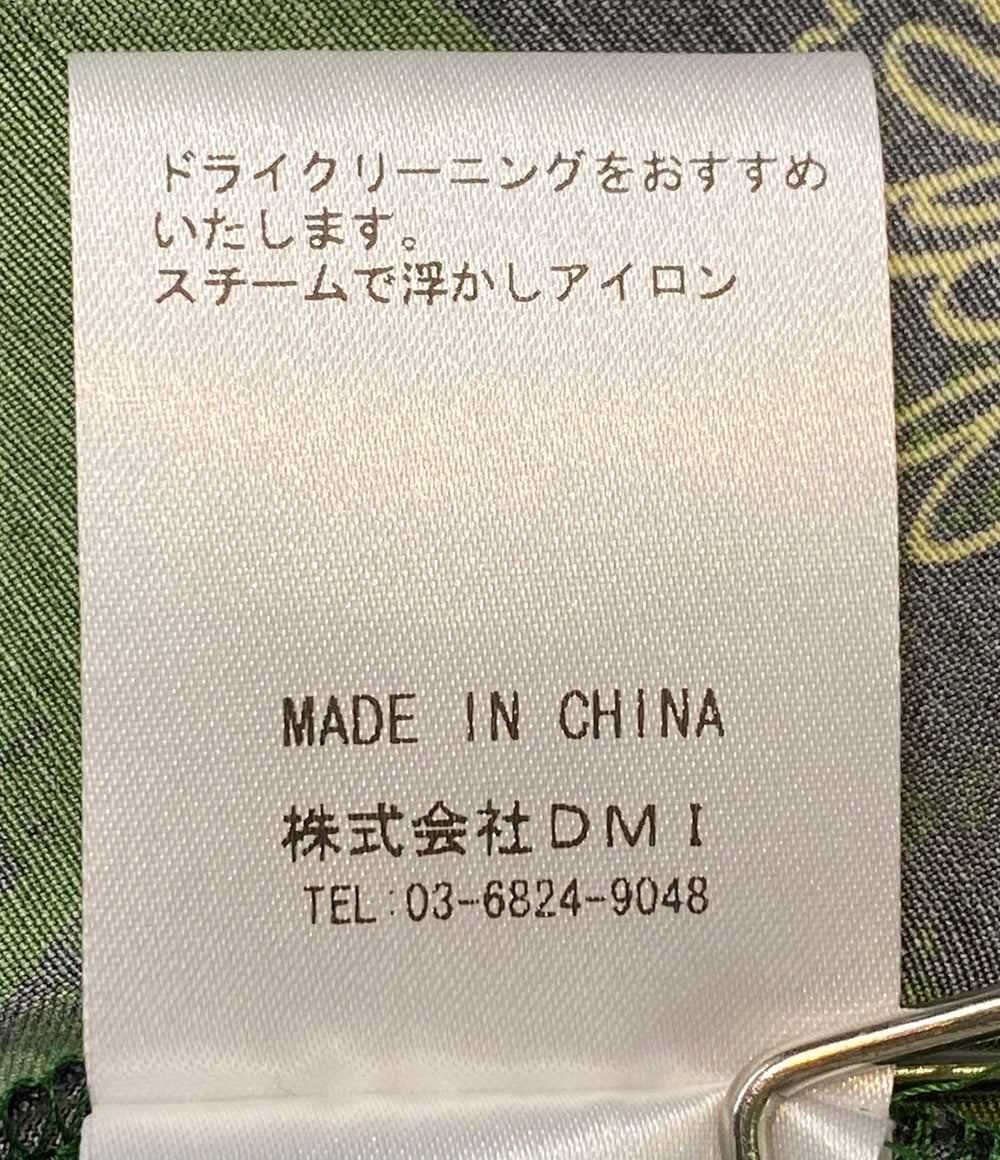 ドライクリーニングをおすすめ
いたします。
スチームで浮かしアイロン
MADE IN CHINA
株式会社DMI
TEL:03-6824-9048